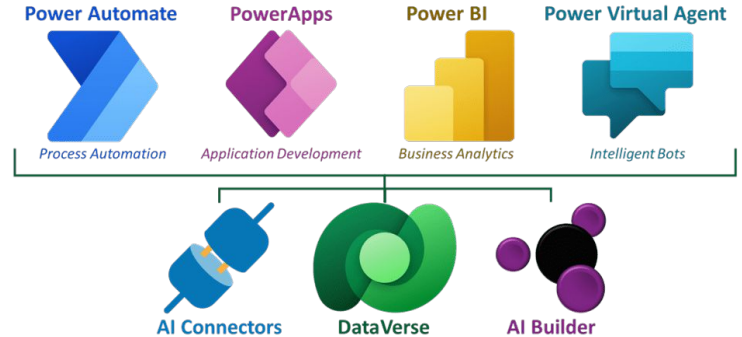 Power Automate
PowerApps
Power BI
Power Virtual Agent
Process Automation
Application Development
Business Analytics
Intelligent Bots
AI Connectors
DataVerse
AI Builder